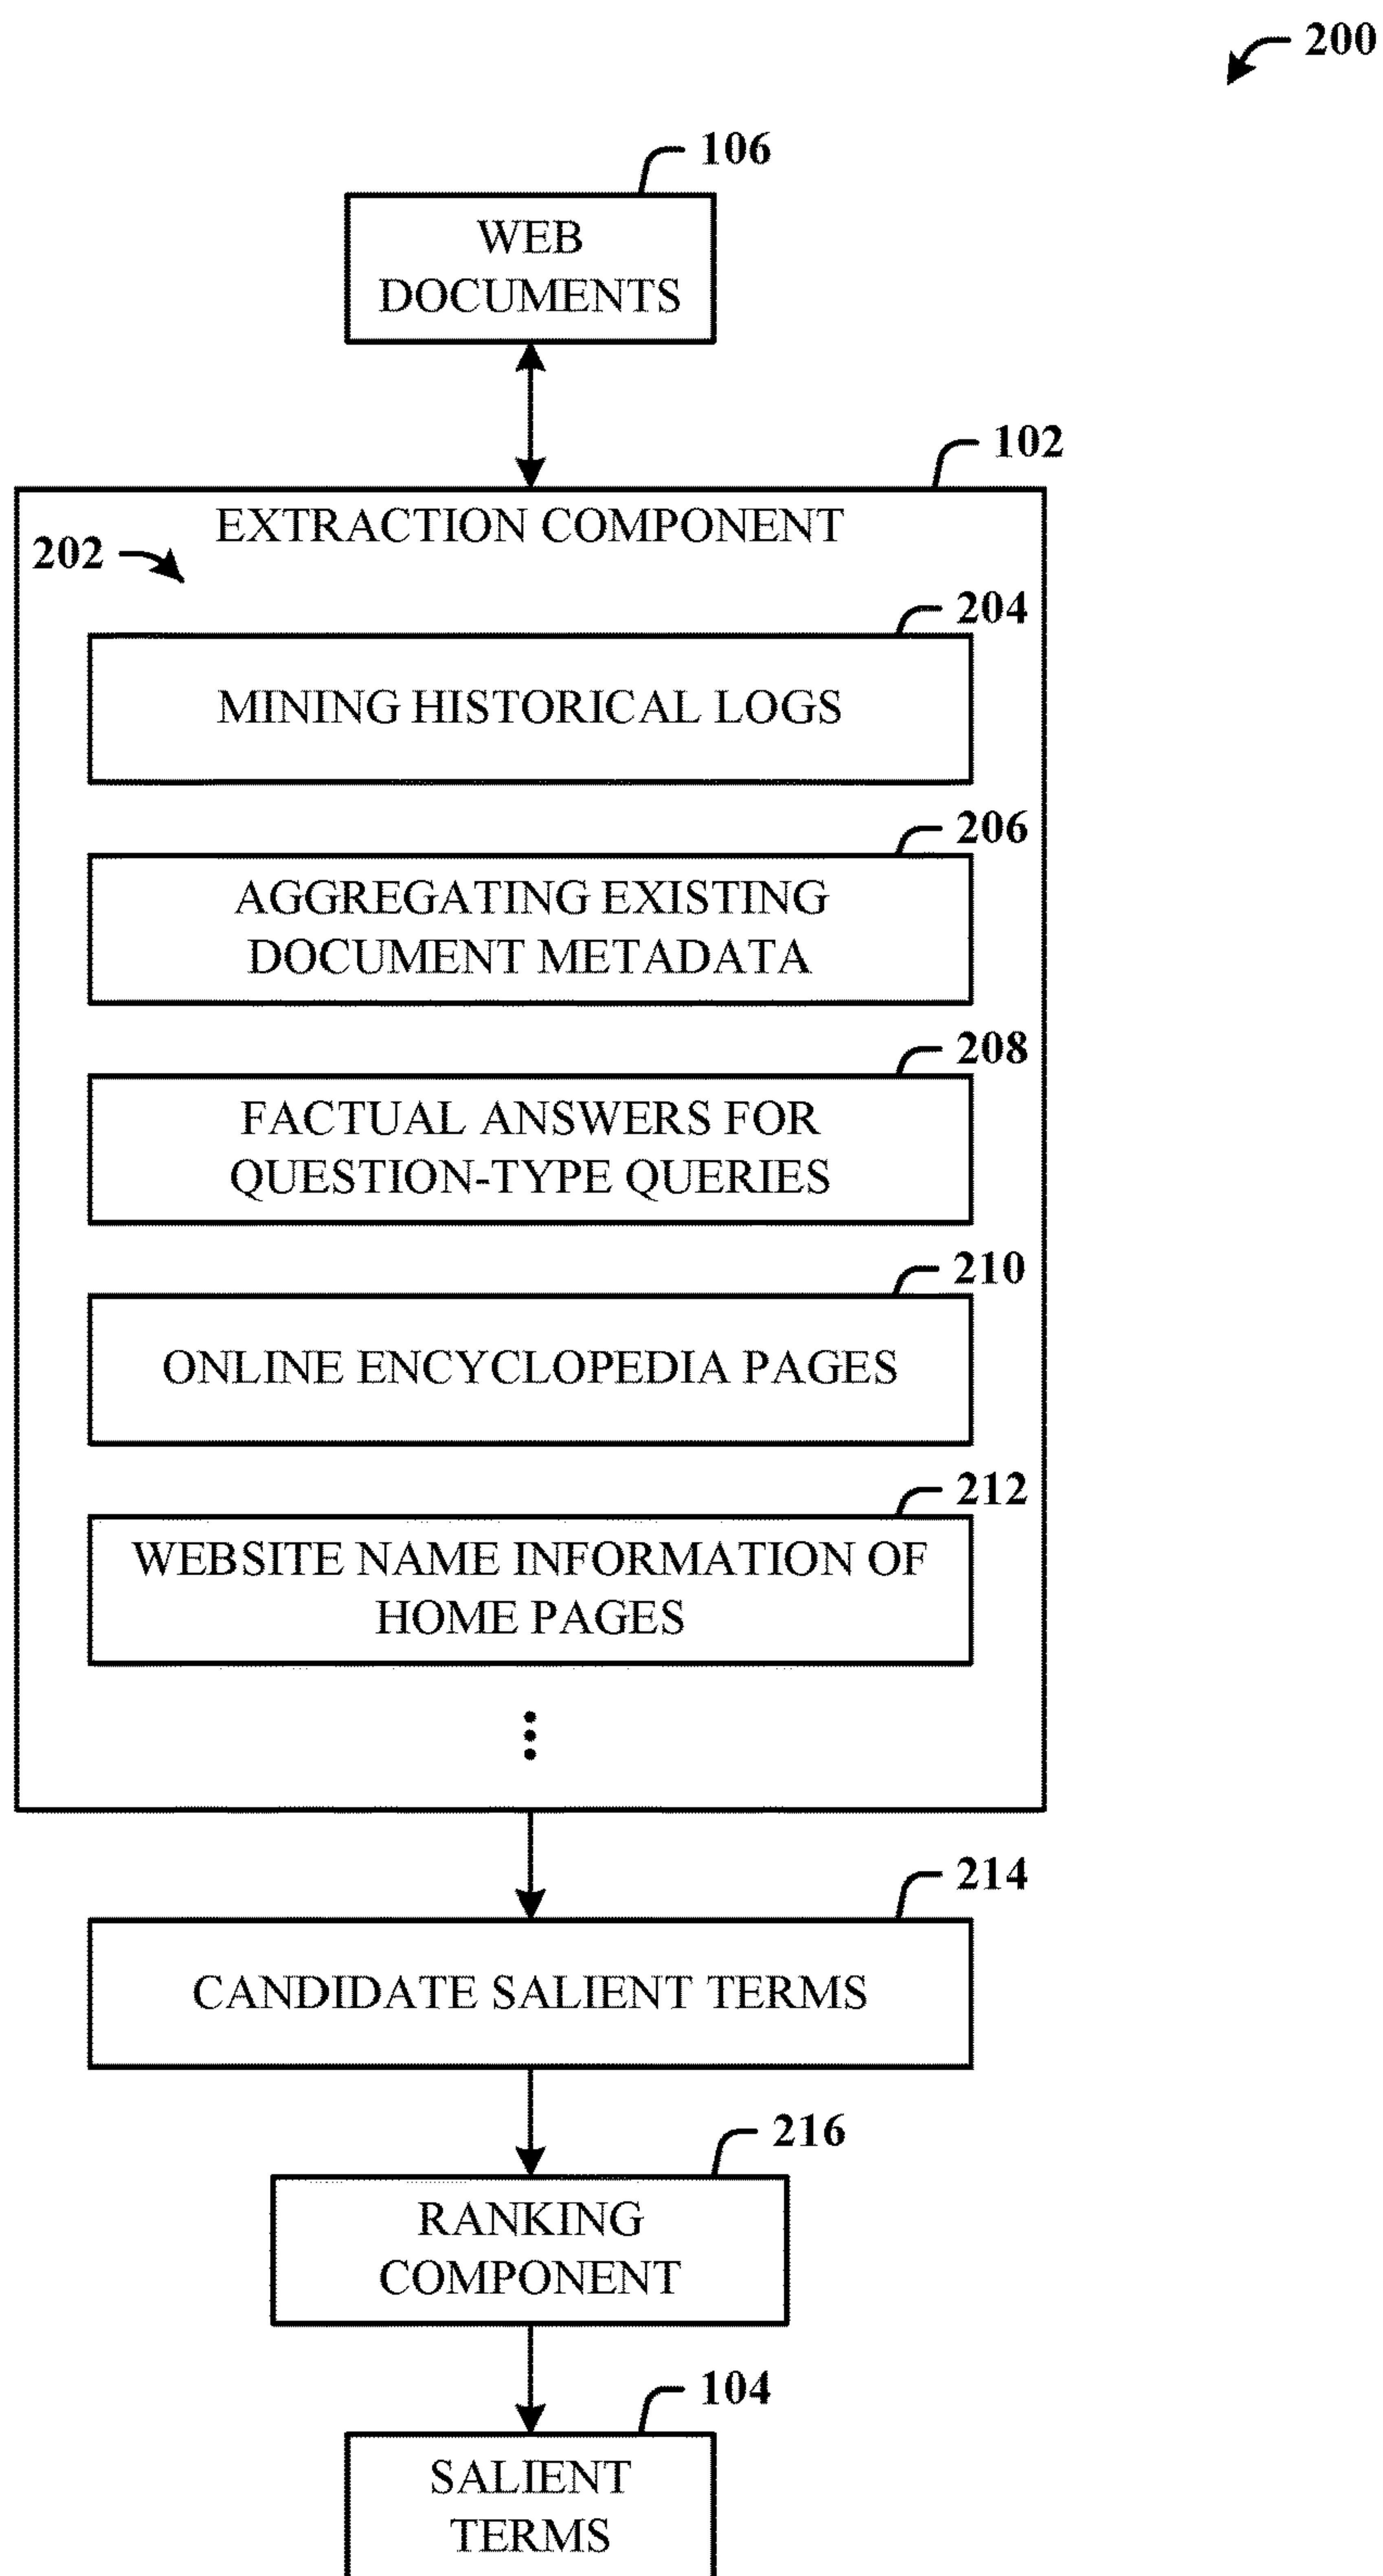 200
106
WEB
DOCUMENTS
102
EXTRACTION COMPONENT
202
204
MINING HISTORICAL LOGS
206
AGGREGATING EXISTING
DOCUMENT METADATA
208
FACTUAL ANSWERS FOR
QUESTION-TYPE QUERIES
210
ONLINE ENCYCLOPEDIA PAGES
212
WEBSITE NAME INFORMATION OF
HOME PAGES
214
CANDIDATE SALIENT TERMS
216
RANKING
COMPONENT
104
SALIENT
TERMS